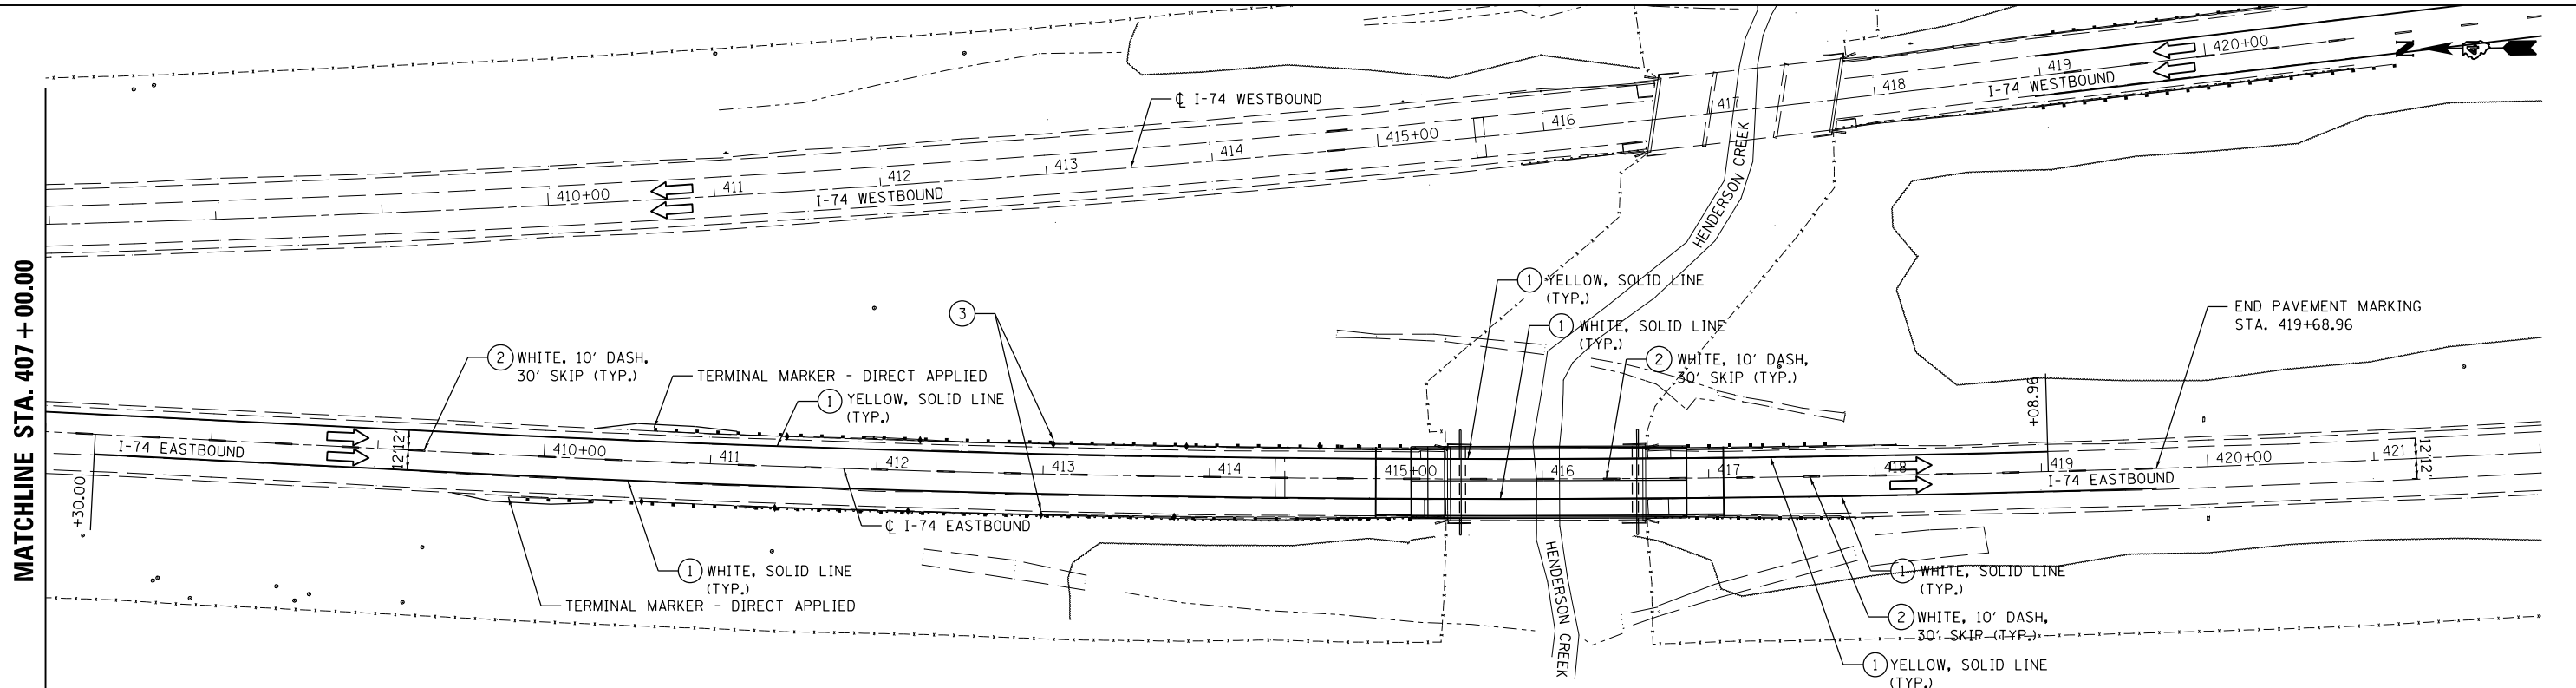 MATCHLINE STA. 407+00.00
℄ I-74 WESTBOUND
420+00
419
418
417
416
415+00
414
413
412
411
410+00
I-74 WESTBOUND
I-74 WESTBOUND
N
HENDERSON CREEK
1 YELLOW, SOLID LINE
(TYP.)
1 WHITE, SOLID LINE
(TYP.)
2 WHITE, 10' DASH,
30' SKIP (TYP.)
END PAVEMENT MARKING
STA. 419+68.96
3
2 WHITE, 10' DASH,
30' SKIP (TYP.)
TERMINAL MARKER - DIRECT APPLIED
1 YELLOW, SOLID LINE
(TYP.)
+08.96
12'
12'
12'
12'
I-74 EASTBOUND
410+00
411
412
413
414
415+00
416
417
418
419
420+00
421
I-74 EASTBOUND
+30.00
℄ I-74 EASTBOUND
1 WHITE, SOLID LINE
(TYP.)
TERMINAL MARKER - DIRECT APPLIED
HENDERSON CREEK
1 WHITE, SOLID LINE
(TYP.)
2 WHITE, 10' DASH,
30' SKIP (TYP.)
1 YELLOW, SOLID LINE
(TYP.)